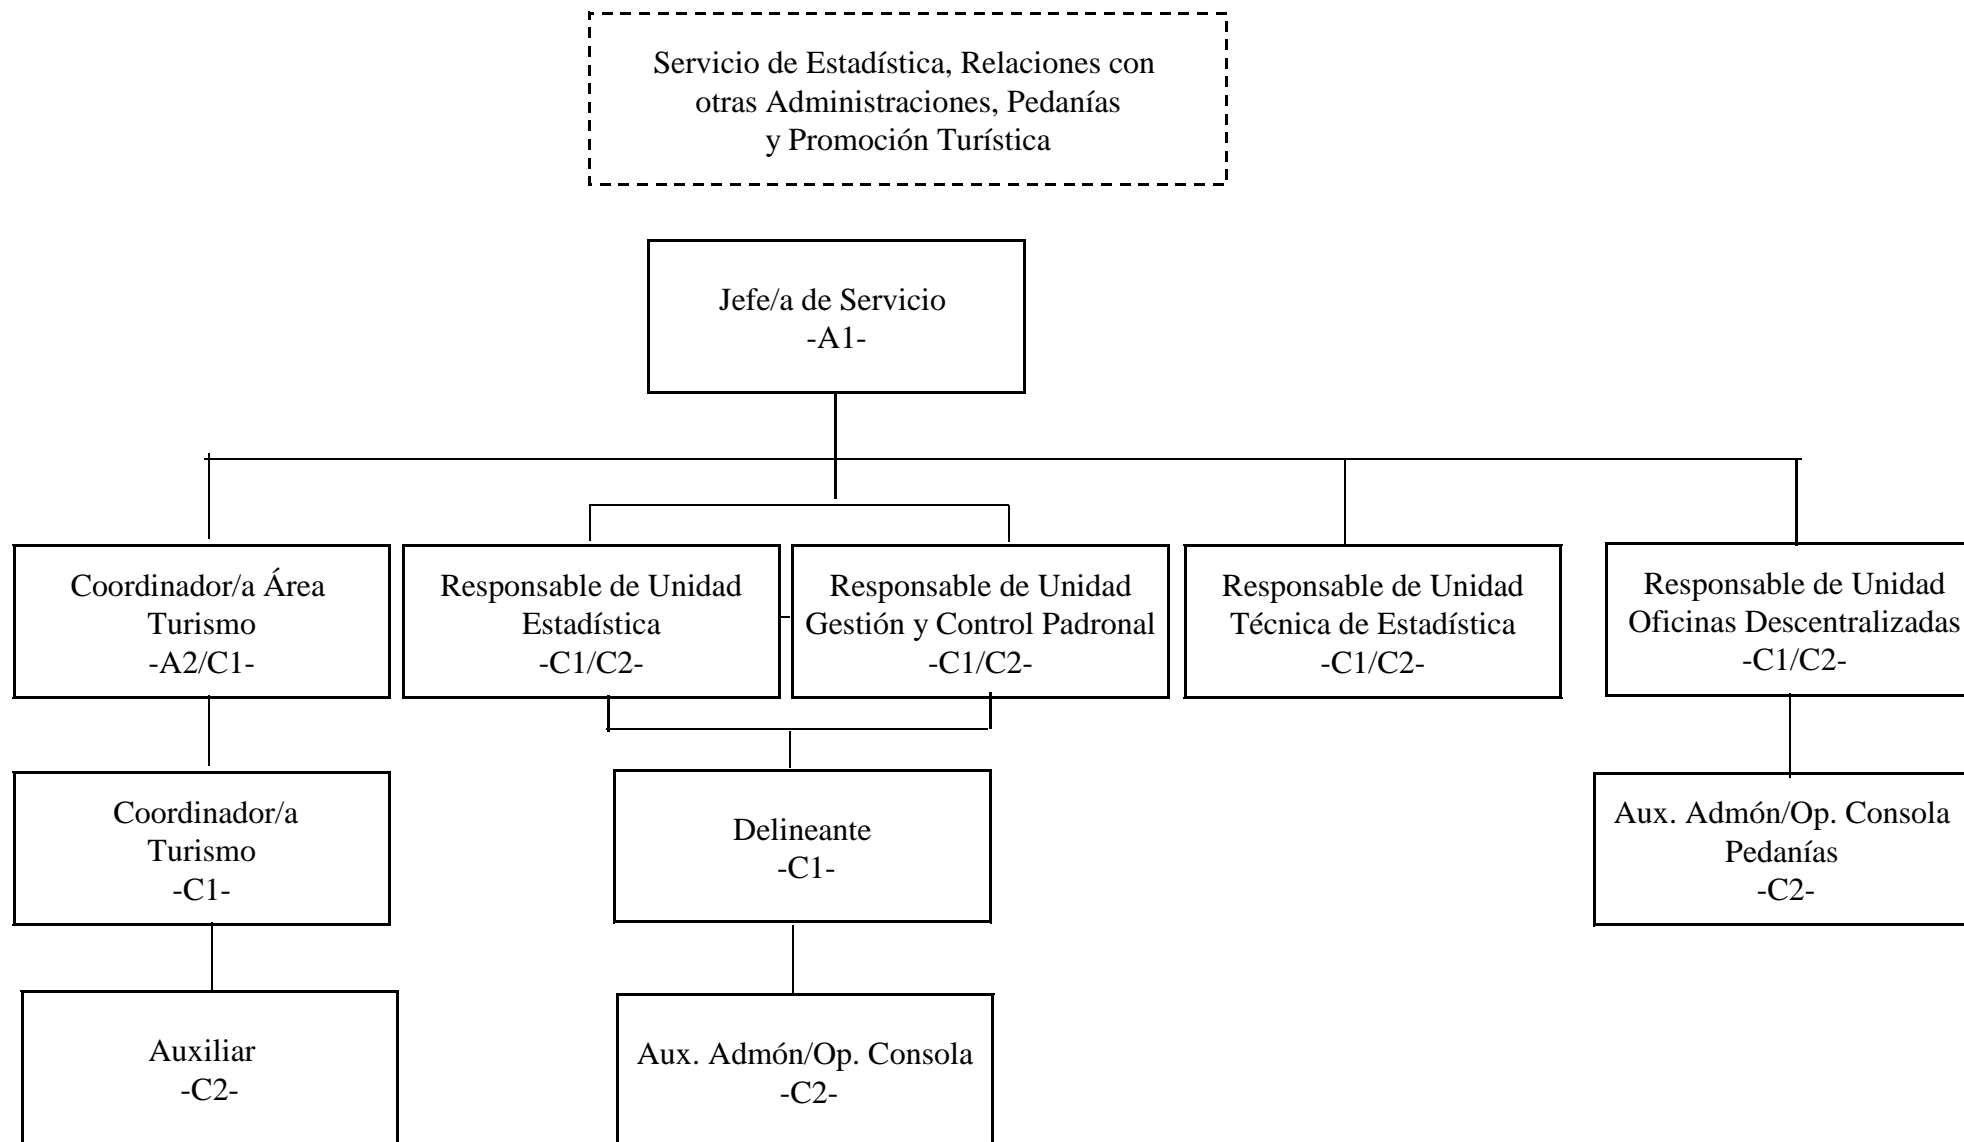 Servicio de Estadística, Relaciones con
otras Administraciones, Pedanías
y Promoción Turística
Jefe/a de Servicio
-A1-
Coordinador/a Área
Turismo
-A2/C1-
Responsable de Unidad
Estadística
-C1/C2-
Responsable de Unidad
Gestión y Control Padronal
-C1/C2-
Responsable de Unidad
Técnica de Estadística
-C1/C2-
Responsable de Unidad
Oficinas Descentralizadas
-C1/C2-
Coordinador/a
Turismo
-C1-
Delineante
-C1-
Aux. Admón/Op. Consola
Pedanías
-C2-
Auxiliar
-C2-
Aux. Admón/Op. Consola
-C2-